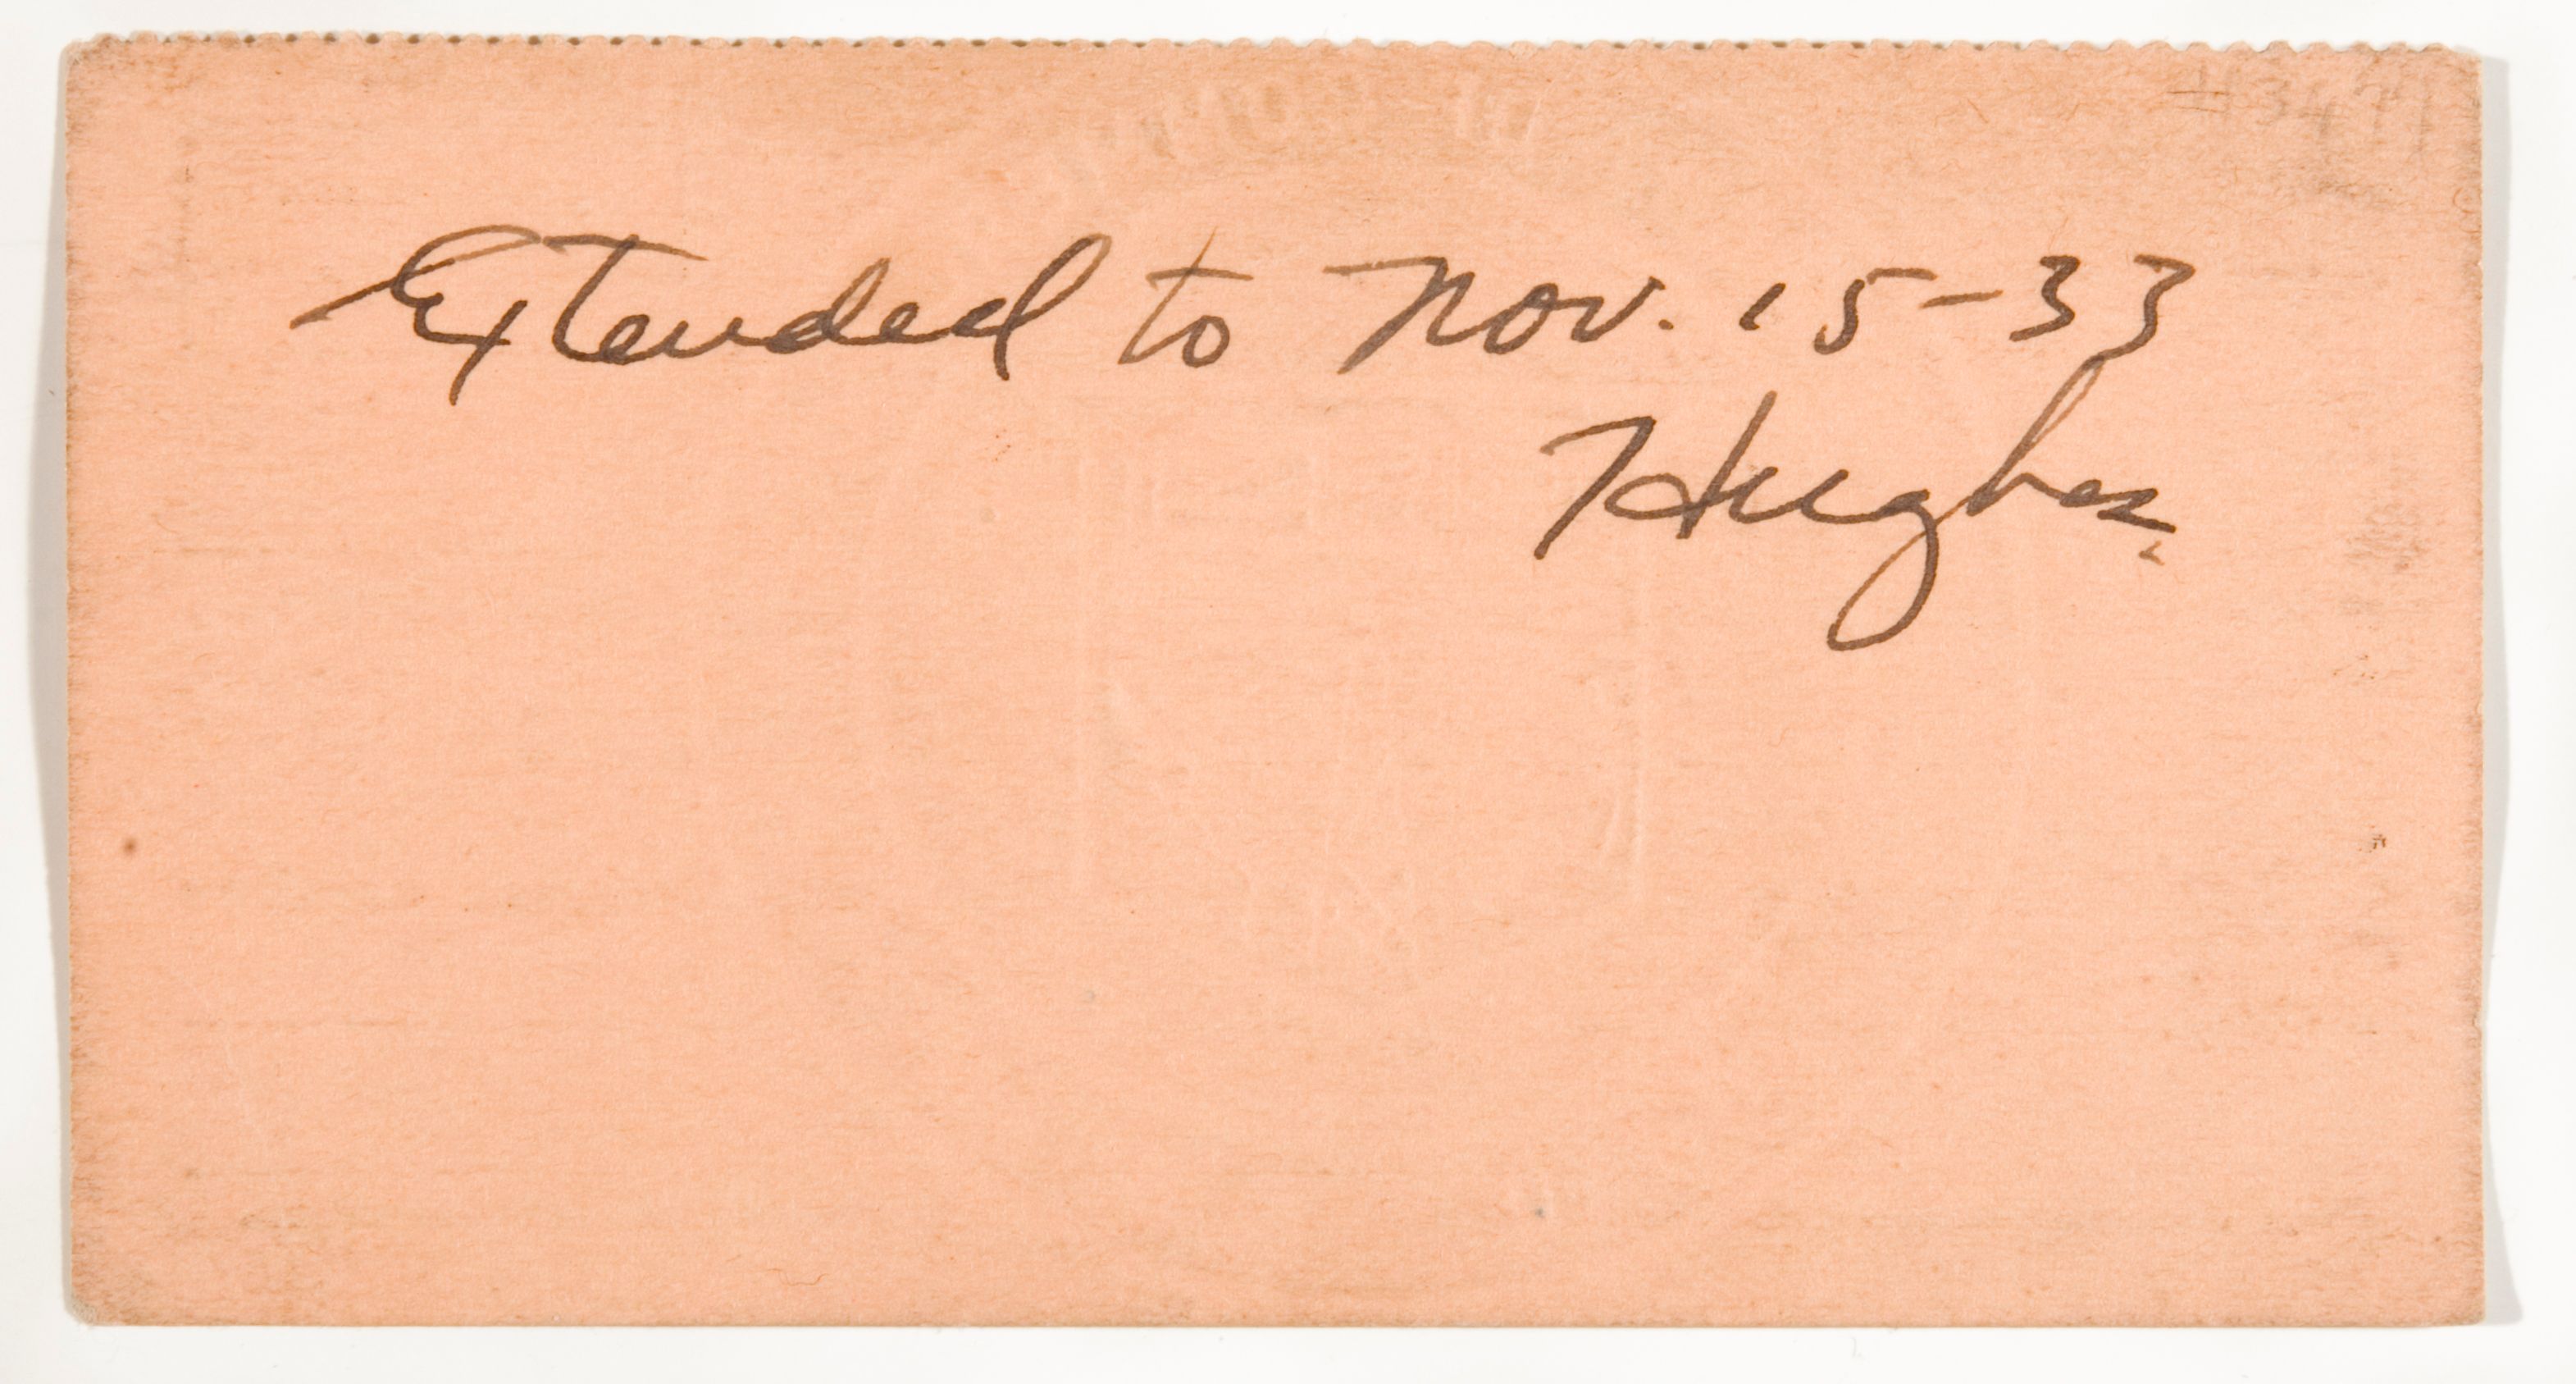 Extended to Nov. 15-33
Hughes